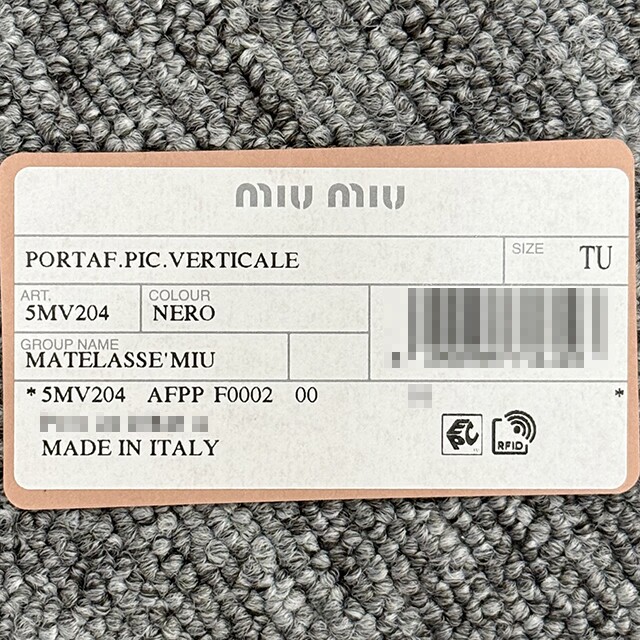 miu miu
PORTAF.PIC.VERTICALE
SIZE TU
ART. COLOUR
5MV204 NERO
GROUP NAME
MATELASSE'MIU
*5MV204 AFPP F0002 00 *
MADE IN ITALY
EPC
RFID